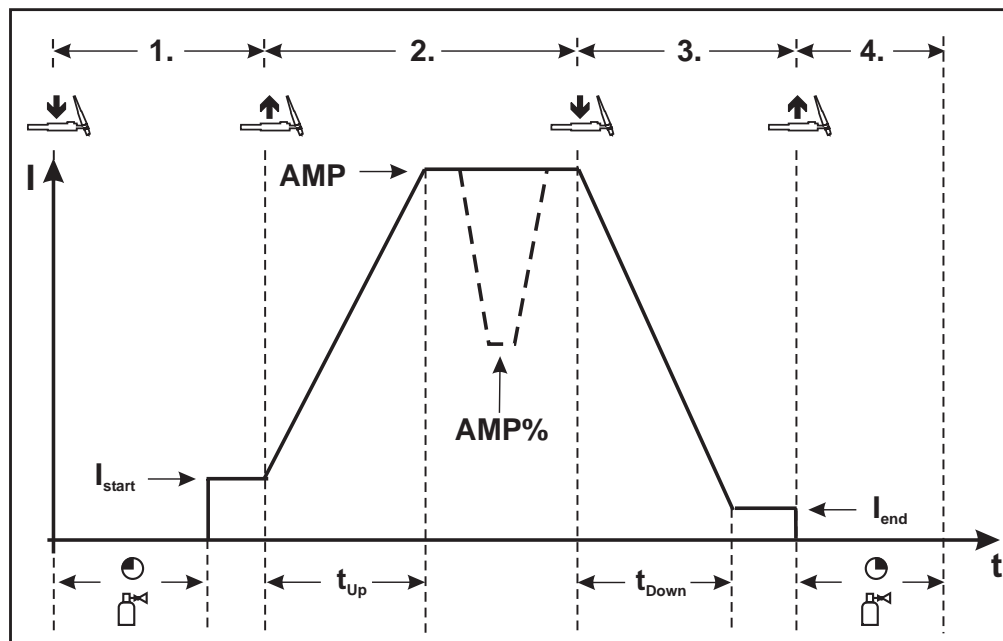 1. 2. 3. 4.
I
AMP
AMP%
Istart
Iend
t
tUp
tDown